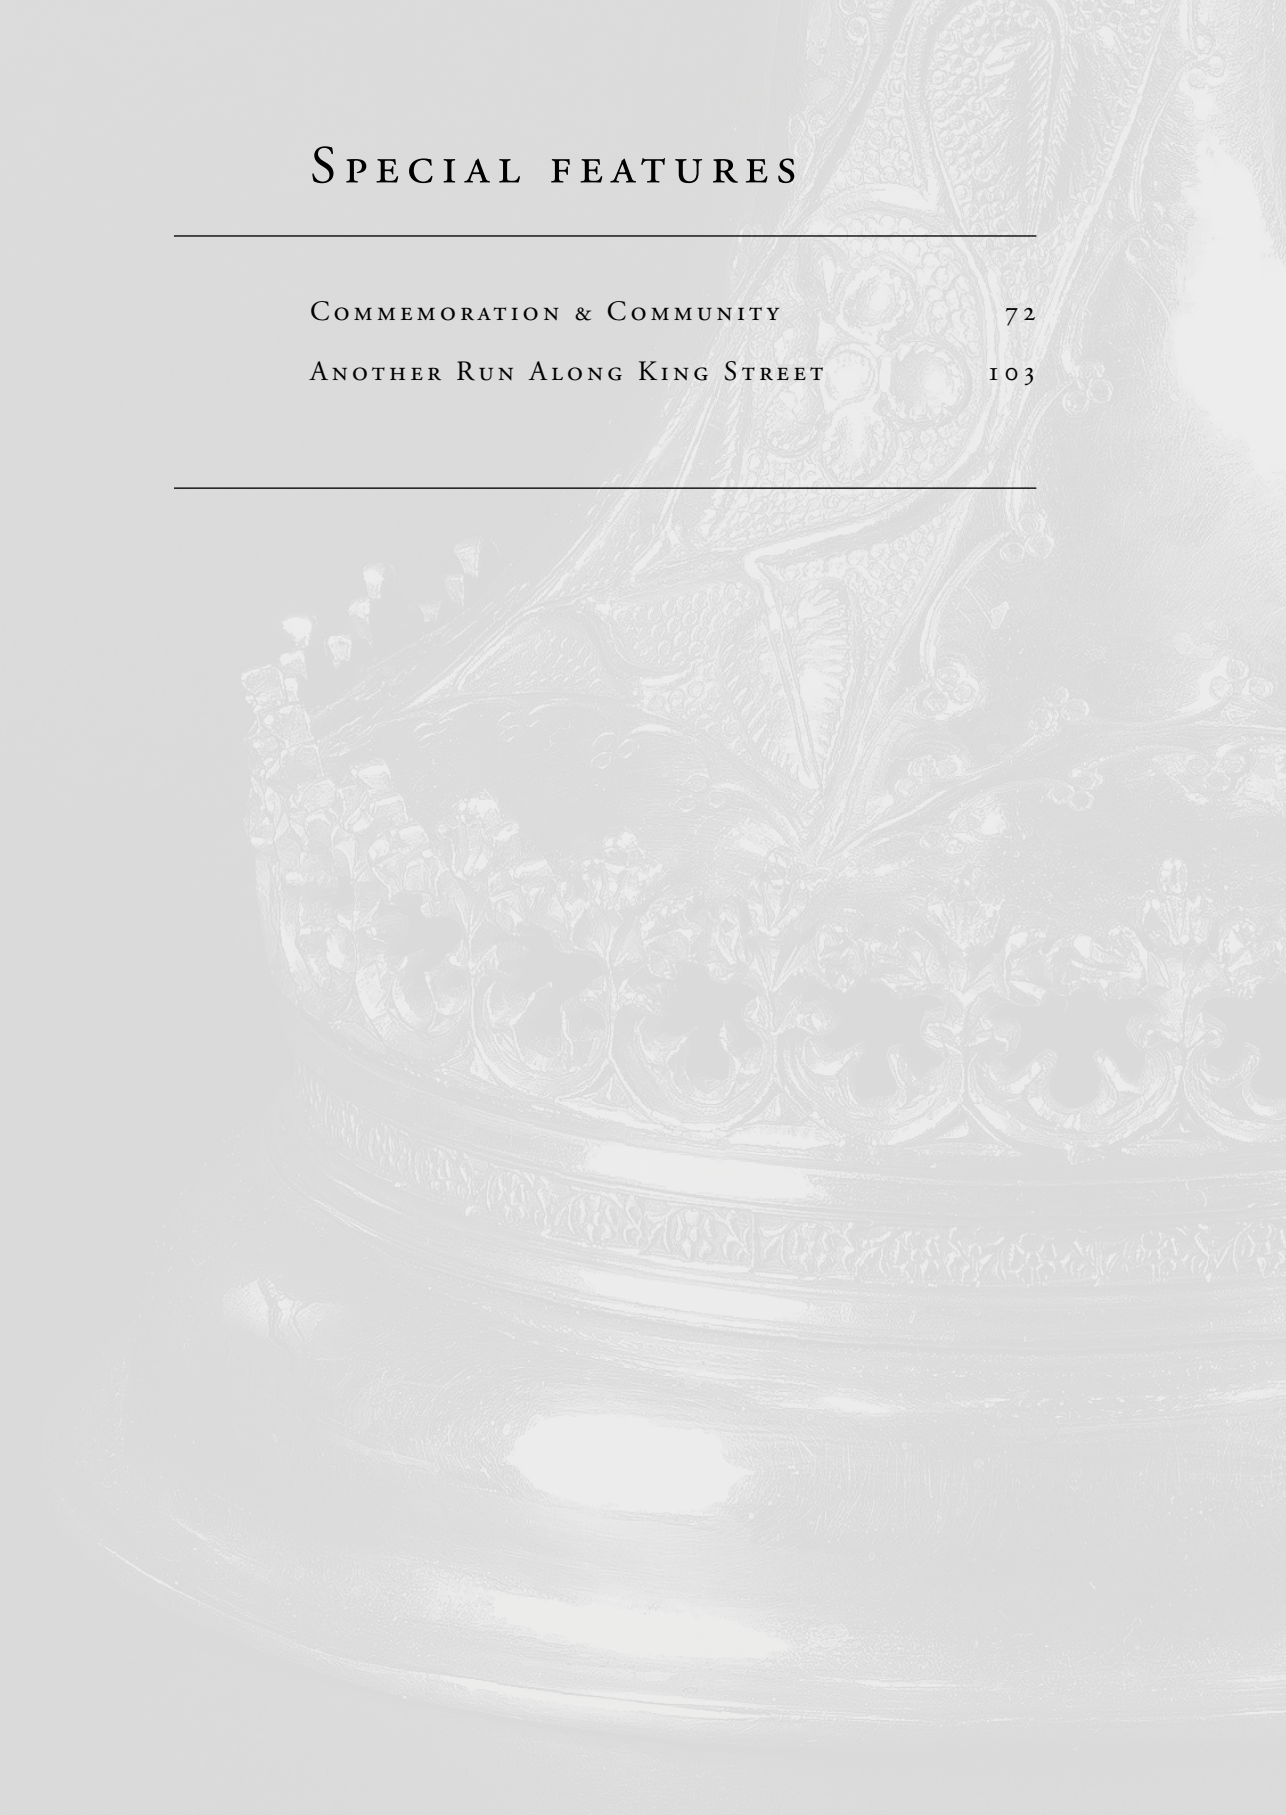 Special features
Commemoration & Community 72
Another Run Along King Street 103